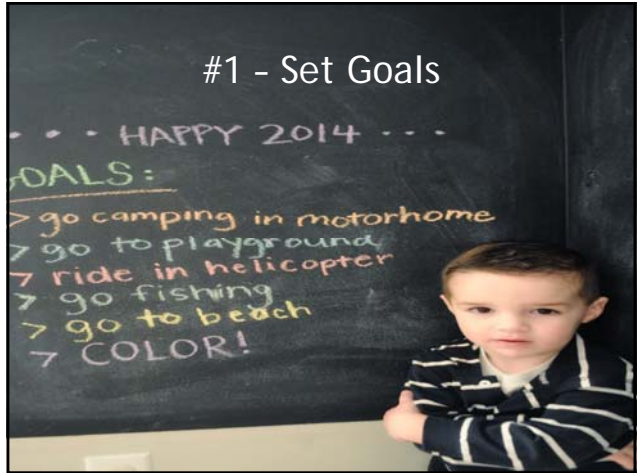 #1 - Set Goals
• • • HAPPY 2014 • • •
OALS:
> go camping in motorhome
> go to playground
> ride in helicopter
> go fishing
> go to beach
> COLOR!